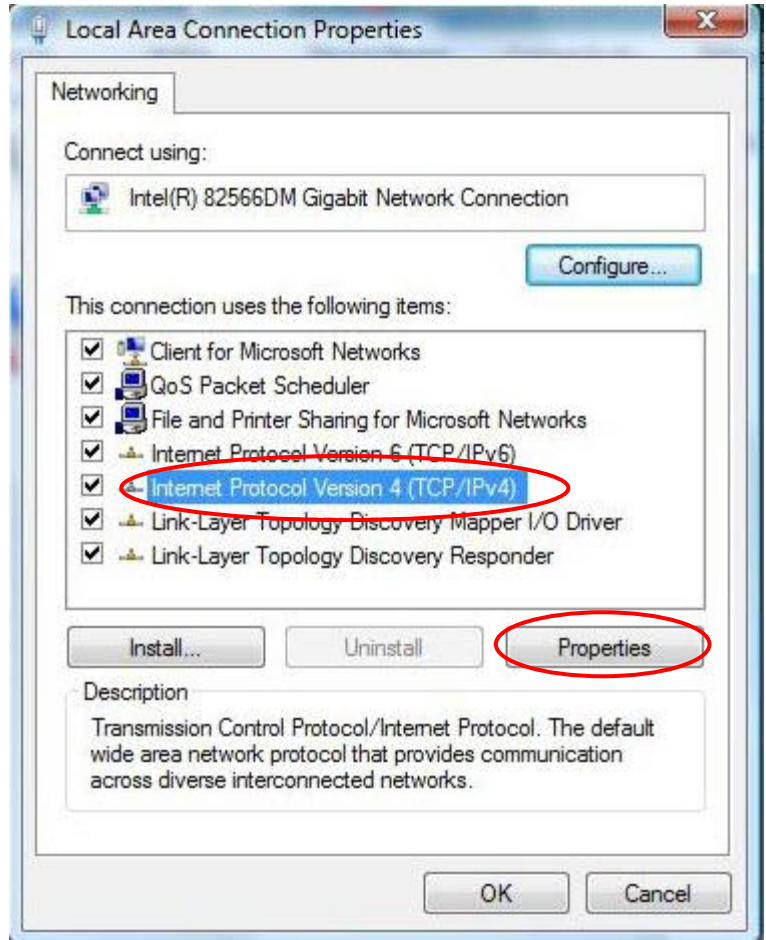 Local Area Connection Properties
Networking
Connect using:
Intel(R) 82566DM Gigabit Network Connection
Configure...
This connection uses the following items:
Client for Microsoft Networks
QoS Packet Scheduler
File and Printer Sharing for Microsoft Networks
Internet Protocol Version 6 (TCP/IPv6)
Internet Protocol Version 4 (TCP/IPv4)
Link-Layer Topology Discovery Mapper I/O Driver
Link-Layer Topology Discovery Responder
Install... Uninstall Properties
Description
Transmission Control Protocol/Internet Protocol. The default
wide area network protocol that provides communication
across diverse interconnected networks.
OK Cancel